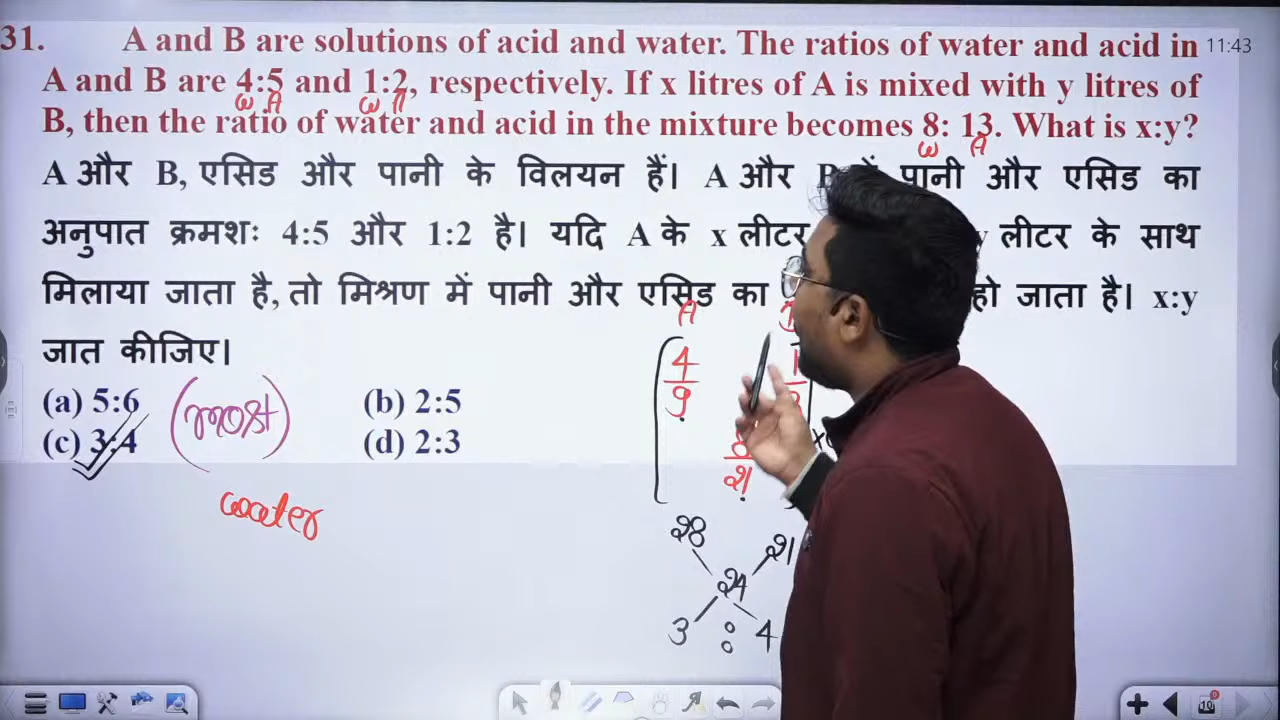 31. A and B are solutions of acid and water. The ratios of water and acid in
11:43
A and B are 4:5 and 1:2, respectively. If x litres of A is mixed with y litres of
ω A ω A
B, then the ratio of water and acid in the mixture becomes 8: 13. What is x:y?
ω A
A और B, एसिड और पानी के विलयन हैं। A और B पानी और एसिड का
अनुपात क्रमशः 4:5 और 1:2 है। यदि A के x लीटर लीटर के साथ
मिलाया जाता है, तो मिश्रण में पानी और एसिड का हो जाता है। x:y
जात कीजिए।
A
4/9
8/21
(a) 5:6 (b) 2:5
(most)
(c) 3:4 (d) 2:3
water
28 21
24
3 : 4
10